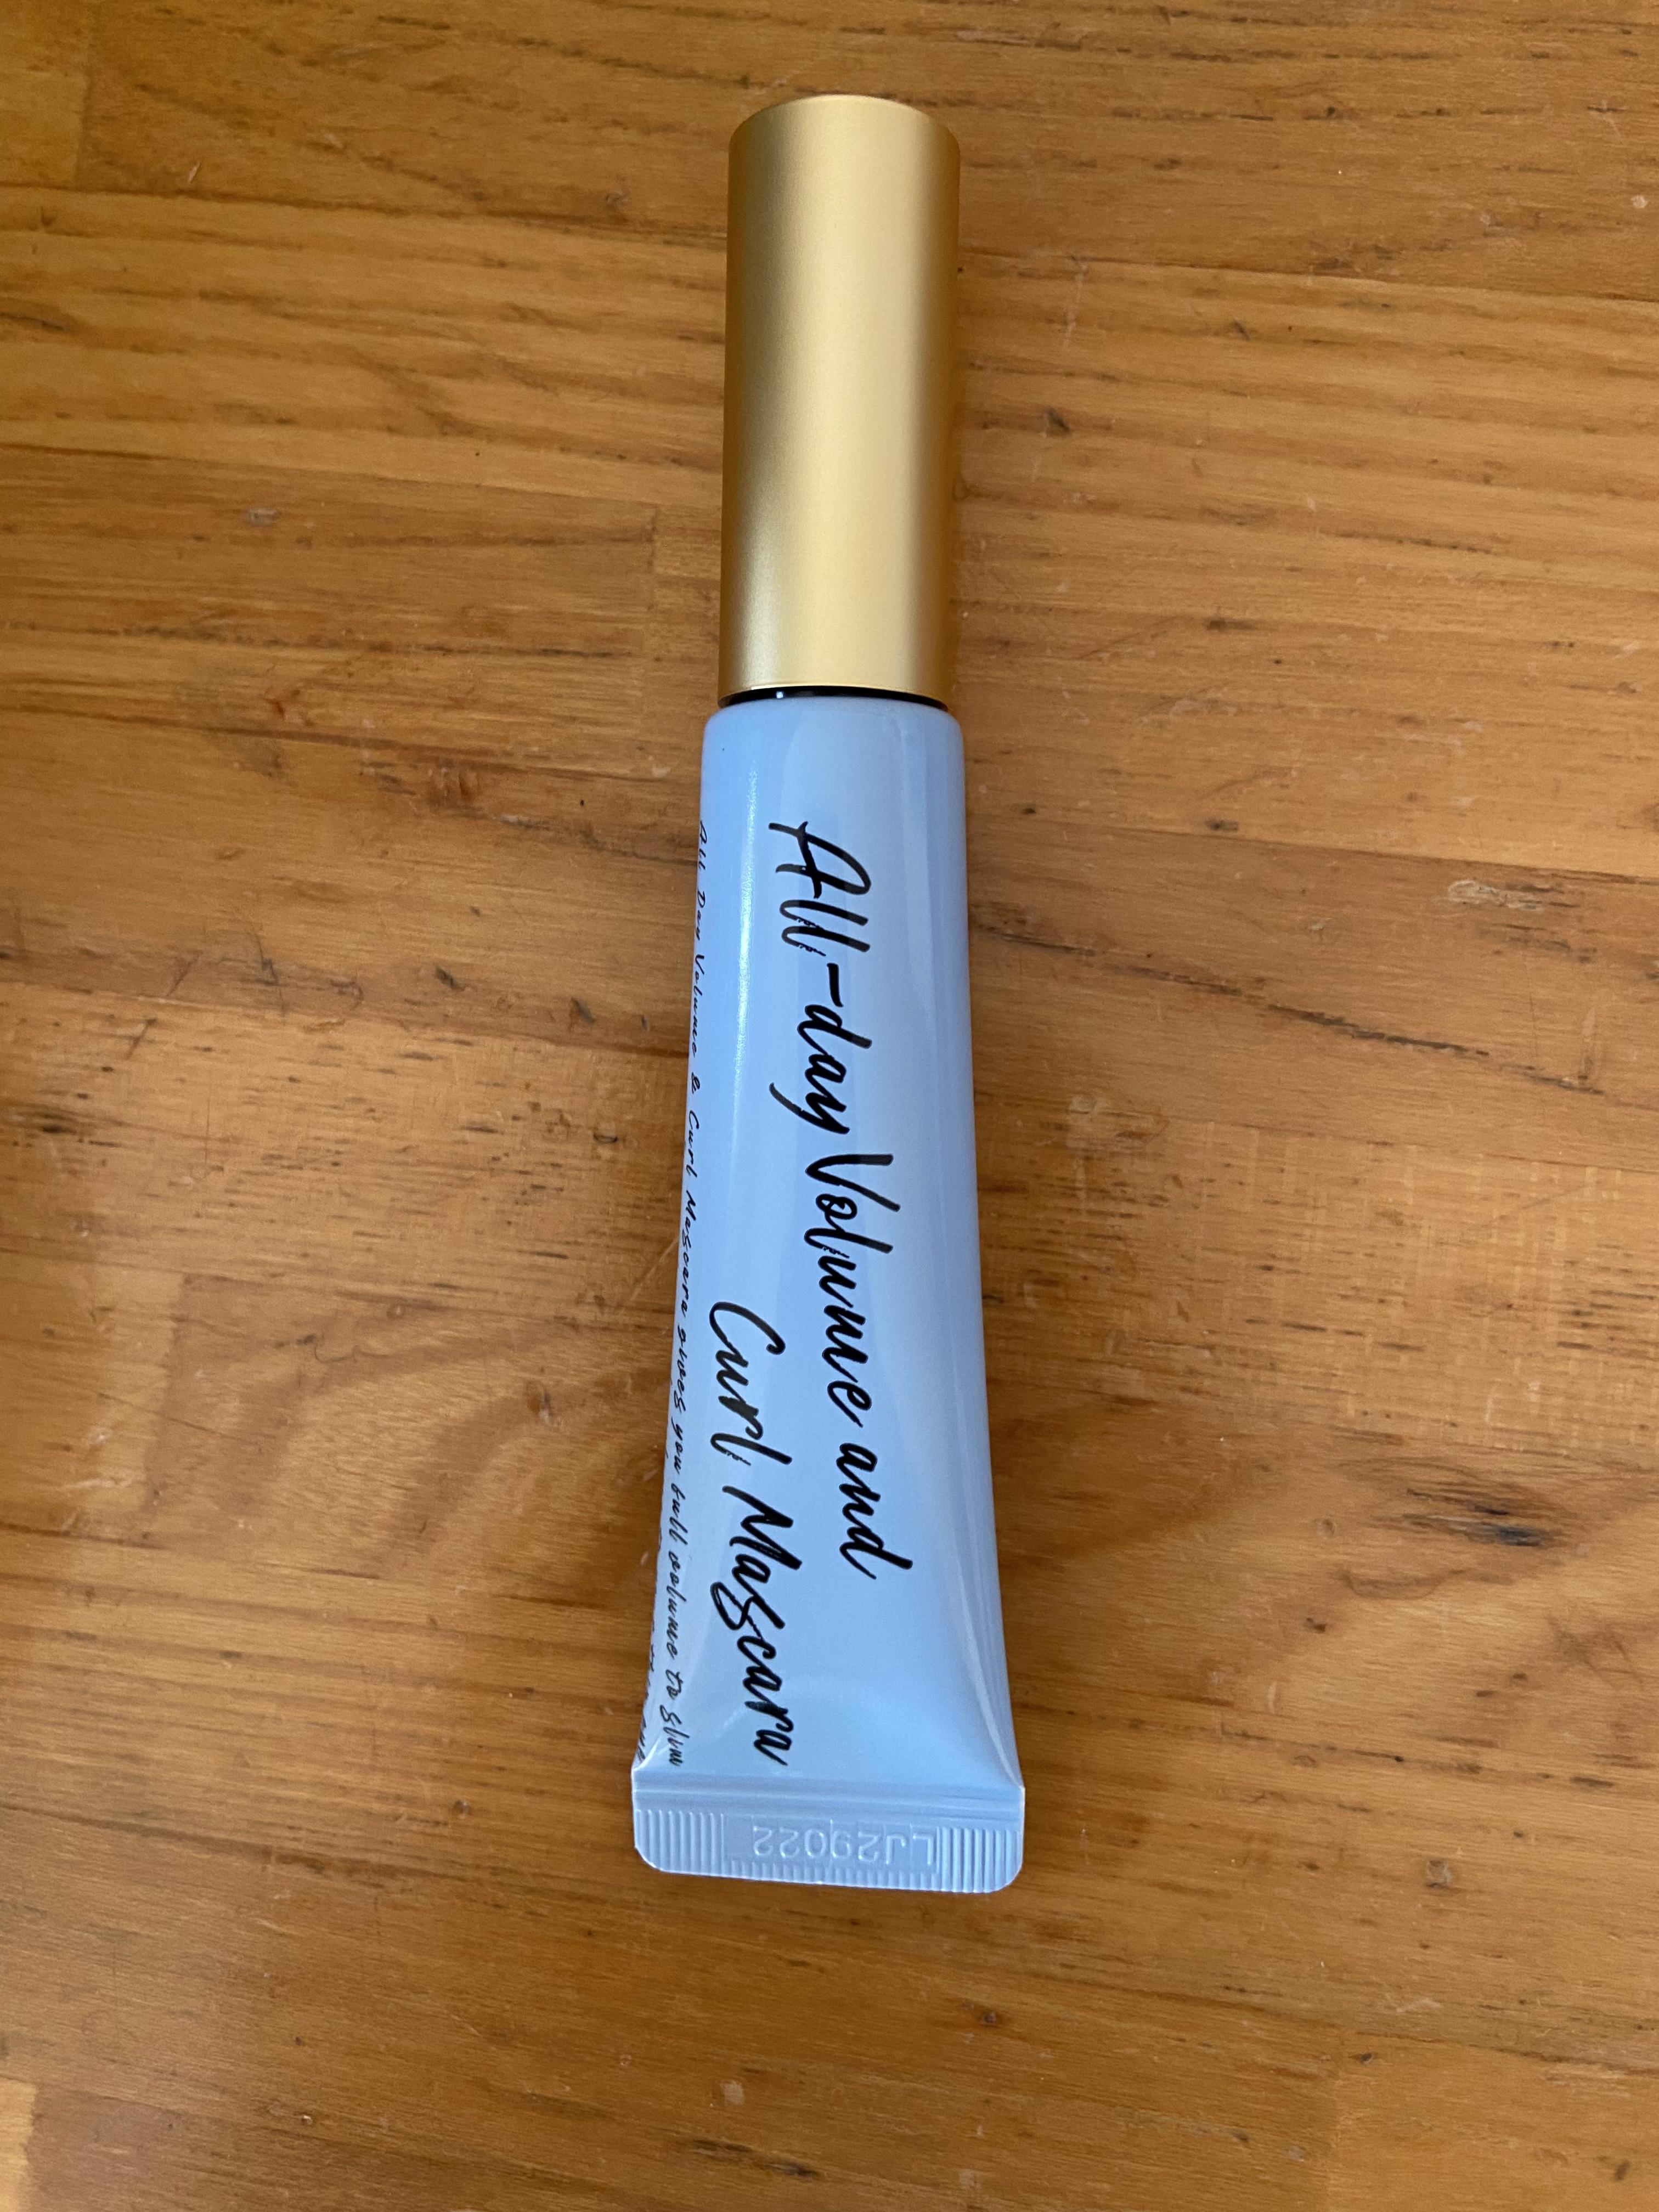 All-day Volume and
Curl Mascara
All Day Volume & Curl Mascara gives you full volume to slim
LJ29022